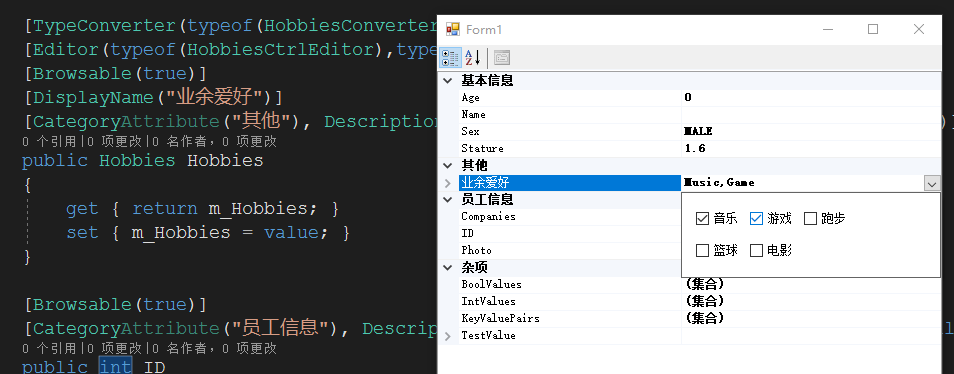 [TypeConverter(typeof(HobbiesConverter
[Editor(typeof(HobbiesCtrlEditor),type
[Browsable(true)]
[DisplayName("业余爱好")]
[CategoryAttribute("其他"), Description
0 个引用|0 项更改|0 名作者，0 项更改
public Hobbies Hobbies
{
get { return m_Hobbies; }
set { m_Hobbies = value; }
}
[Browsable(true)]
[CategoryAttribute("员工信息"), Descrip
0 个引用|0 项更改|0 名作者，0 项更改
public int ID
Form1
基本信息
Age 0
Name
Sex MALE
Stature 1.6
其他
业余爱好 Music,Game
音乐 游戏 跑步
篮球 电影
员工信息
Companies
ID
Photo
杂项
BoolValues (集合)
IntValues (集合)
KeyValuePairs (集合)
TestValue